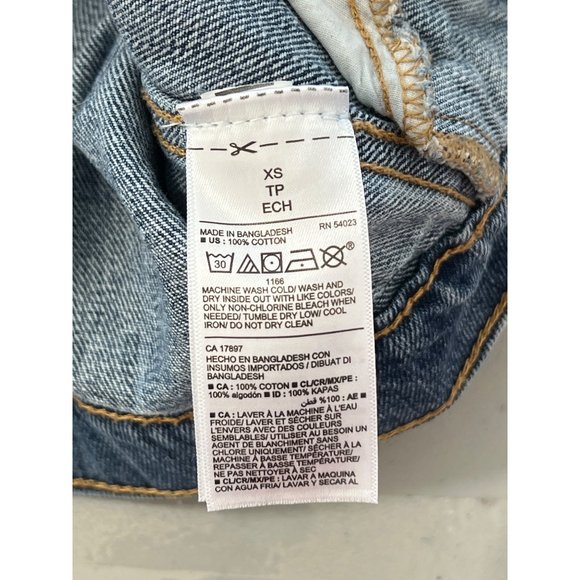 XS
TP
ECH
MADE IN BANGLADESH RN 54023
■ US : 100% COTTON
30
1166
MACHINE WASH COLD/ WASH AND
DRY INSIDE OUT WITH LIKE COLORS/
ONLY NON-CHLORINE BLEACH WHEN
NEEDED/ TUMBLE DRY LOW/ COOL
IRON/ DO NOT DRY CLEAN
CA 17897
HECHO EN BANGLADESH CON
INSUMOS IMPORTADOS / DIBUAT DI
BANGLADESH
■ CA : 100% COTON ■ CL/CR/MX/PE :
100% algodón ■ ID : 100% KAPAS
■ AE : 100% قطن
■ CA : LAVER À LA MACHINE À L'EAU
FROIDE/ LAVER ET SÉCHER SUR
L'ENVERS AVEC DES COULEURS
SEMBLABLES/ UTILISER AU BESOIN UN
AGENT DE BLANCHIMENT SANS
CHLORE UNIQUEMENT/ SÉCHER À LA
MACHINE À BASSE TEMPÉRATURE/
REPASSER À BASSE TEMPÉRATURE/
NE PAS NETTOYER À SEC
■ CL/CR/MX/PE : LAVAR A MAQUINA
CON AGUA FRIA/ LAVAR Y SECAR AL